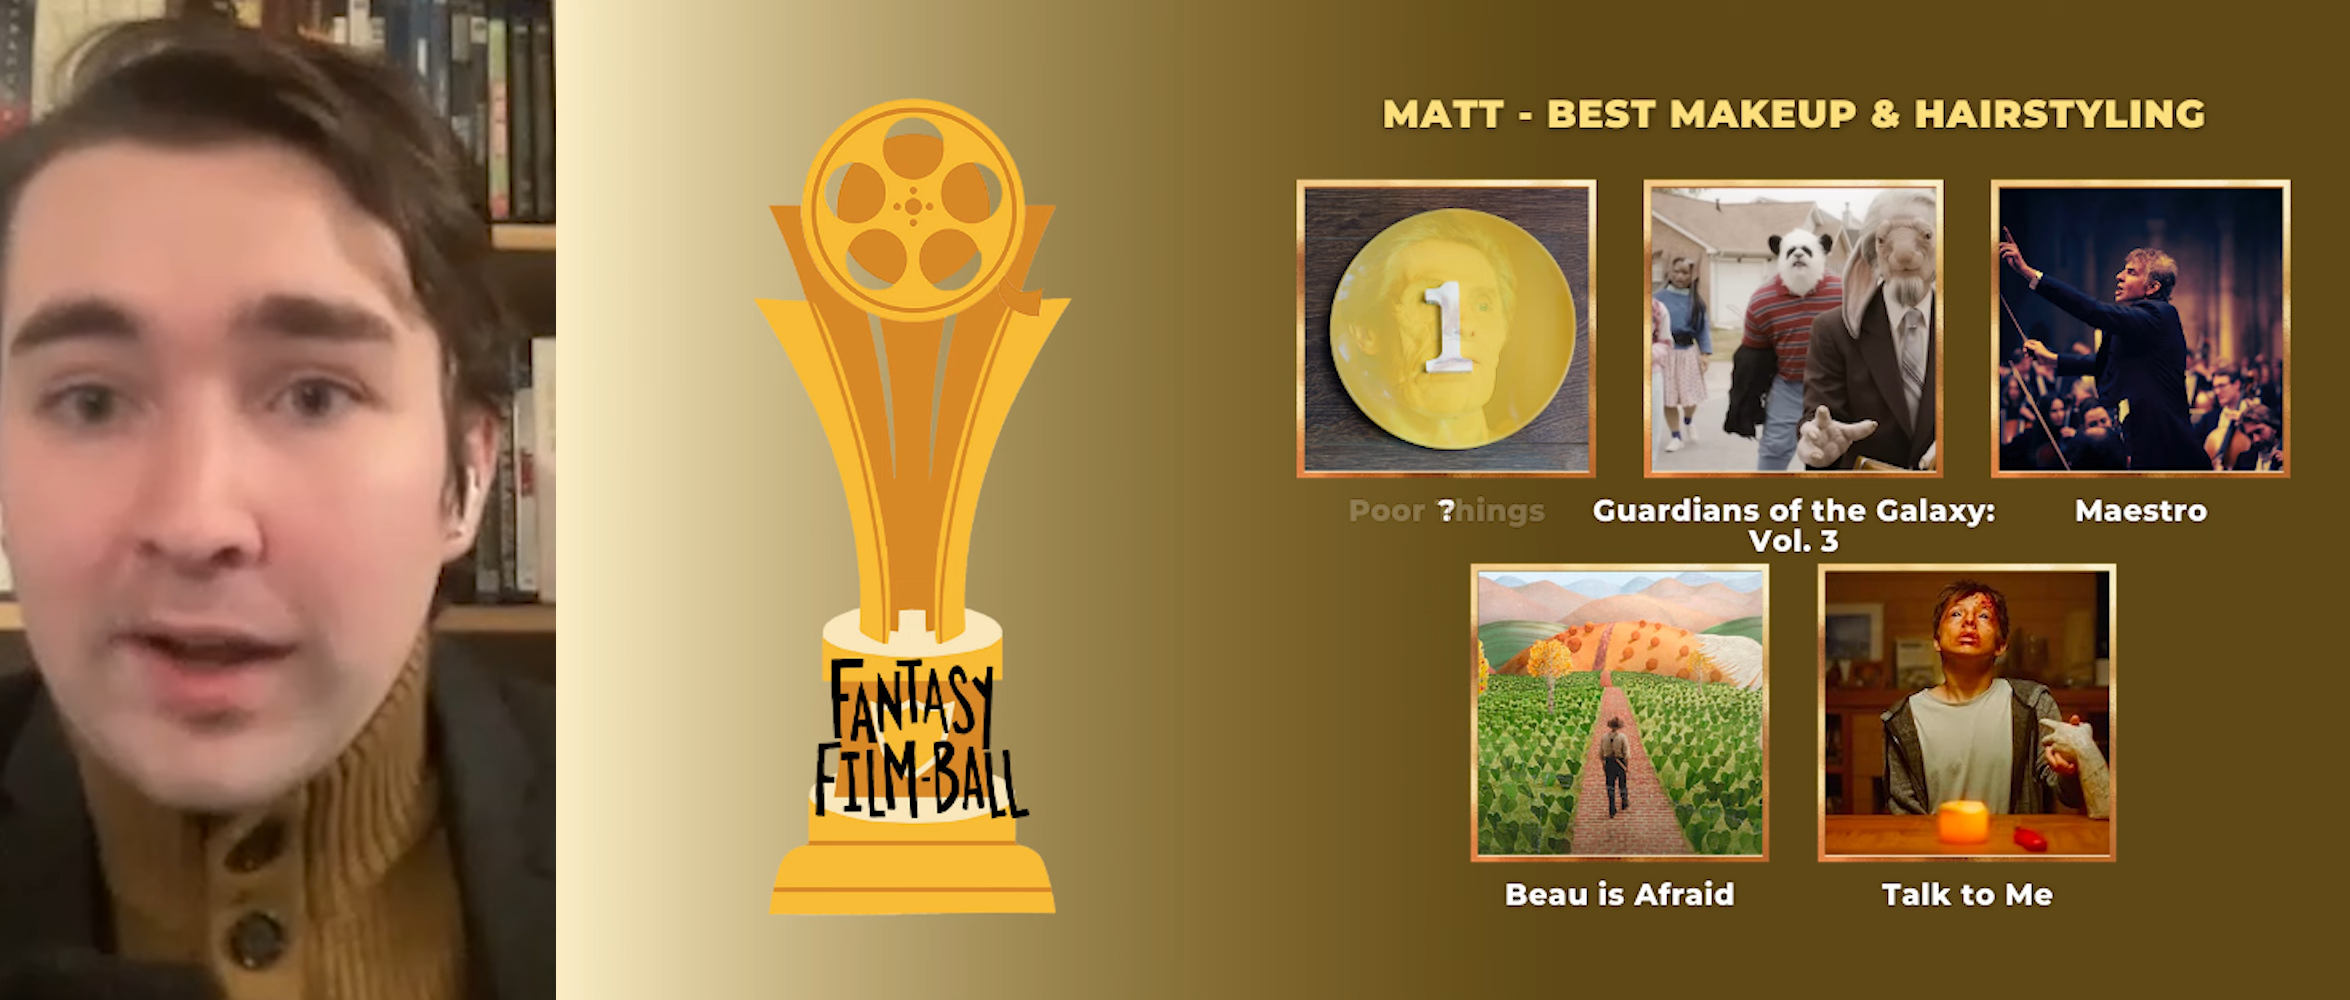 MATT - BEST MAKEUP & HAIRSTYLING
1
Poor Things
?
Guardians of the Galaxy:
Vol. 3
Maestro
Beau is Afraid
Talk to Me
FANTASY
FILM-BALL